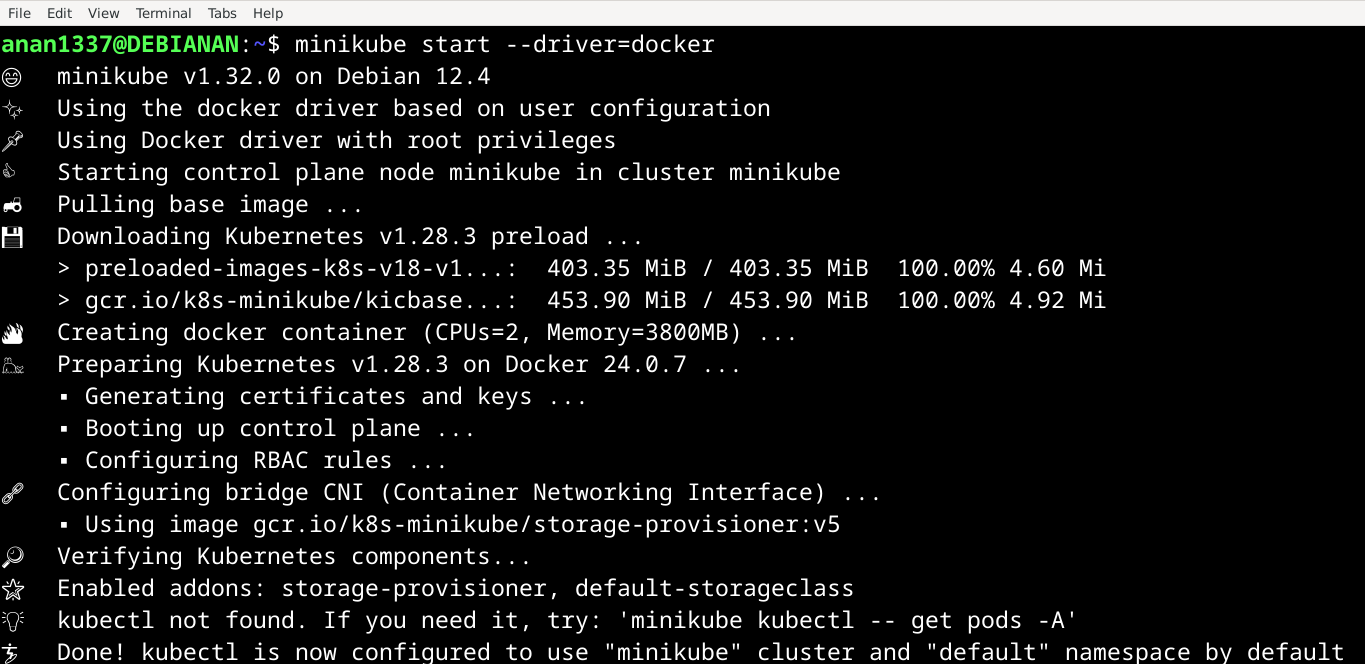 File Edit View Terminal Tabs Help
anan1337@DEBIANAN:~$ minikube start --driver=docker
😄 minikube v1.32.0 on Debian 12.4
✨ Using the docker driver based on user configuration
📌 Using Docker driver with root privileges
👍 Starting control plane node minikube in cluster minikube
🚜 Pulling base image ...
💾 Downloading Kubernetes v1.28.3 preload ...
> preloaded-images-k8s-v18-v1...: 403.35 MiB / 403.35 MiB 100.00% 4.60 Mi
> gcr.io/k8s-minikube/kicbase...: 453.90 MiB / 453.90 MiB 100.00% 4.92 Mi
🔥 Creating docker container (CPUs=2, Memory=3800MB) ...
🐳 Preparing Kubernetes v1.28.3 on Docker 24.0.7 ...
▪ Generating certificates and keys ...
▪ Booting up control plane ...
▪ Configuring RBAC rules ...
🔗 Configuring bridge CNI (Container Networking Interface) ...
▪ Using image gcr.io/k8s-minikube/storage-provisioner:v5
🔎 Verifying Kubernetes components...
🌟 Enabled addons: storage-provisioner, default-storageclass
💡 kubectl not found. If you need it, try: 'minikube kubectl -- get pods -A'
🏄 Done! kubectl is now configured to use "minikube" cluster and "default" namespace by default